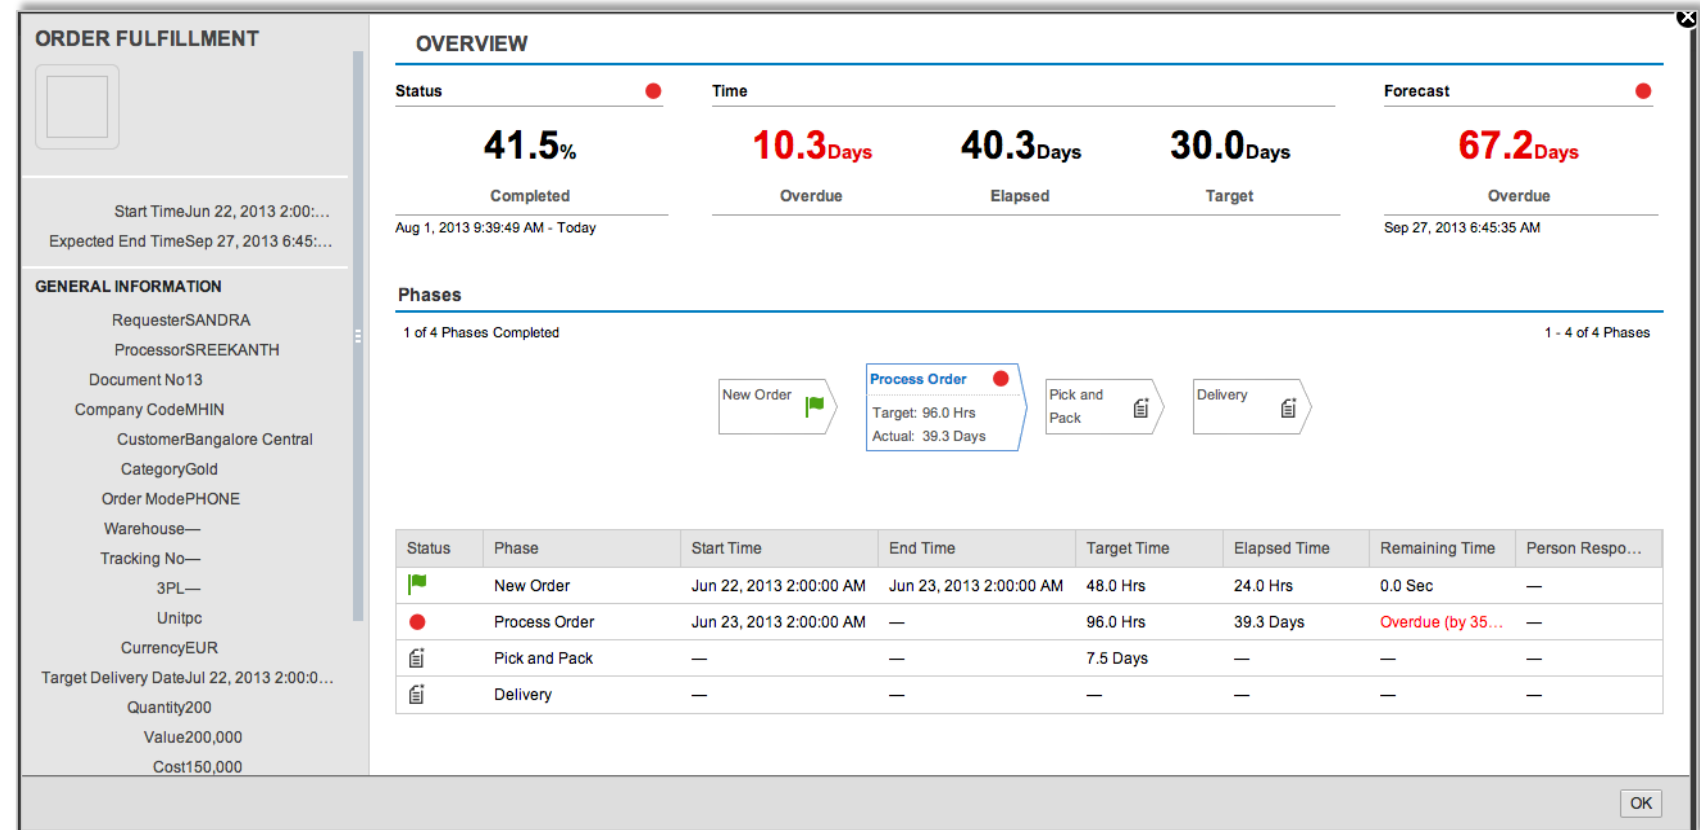 ORDER FULFILLMENT
Start TimeJun 22, 2013 2:00:...
Expected End TimeSep 27, 2013 6:45:...
GENERAL INFORMATION
RequesterSANDRA
ProcessorSREEKANTH
Document No13
Company CodeMHIN
CustomerBangalore Central
CategoryGold
Order ModePHONE
Warehouse—
Tracking No—
3PL—
Unitpc
CurrencyEUR
Target Delivery DateJul 22, 2013 2:00:0...
Quantity200
Value200,000
Cost150,000
OVERVIEW
Status Time Forecast
41.5% 10.3Days 40.3Days 30.0Days 67.2Days
Completed Overdue Elapsed Target Overdue
Aug 1, 2013 9:39:49 AM - Today Sep 27, 2013 6:45:35 AM
Phases
1 of 4 Phases Completed 1 - 4 of 4 Phases
New Order
Process Order
Target: 96.0 Hrs
Actual: 39.3 Days
Pick and
Pack
Delivery
Status Phase Start Time End Time Target Time Elapsed Time Remaining Time Person Respo...
New Order Jun 22, 2013 2:00:00 AM Jun 23, 2013 2:00:00 AM 48.0 Hrs 24.0 Hrs 0.0 Sec —
Process Order Jun 23, 2013 2:00:00 AM — 96.0 Hrs 39.3 Days Overdue (by 35... —
Pick and Pack — — 7.5 Days — — —
Delivery — — — — — —
OK